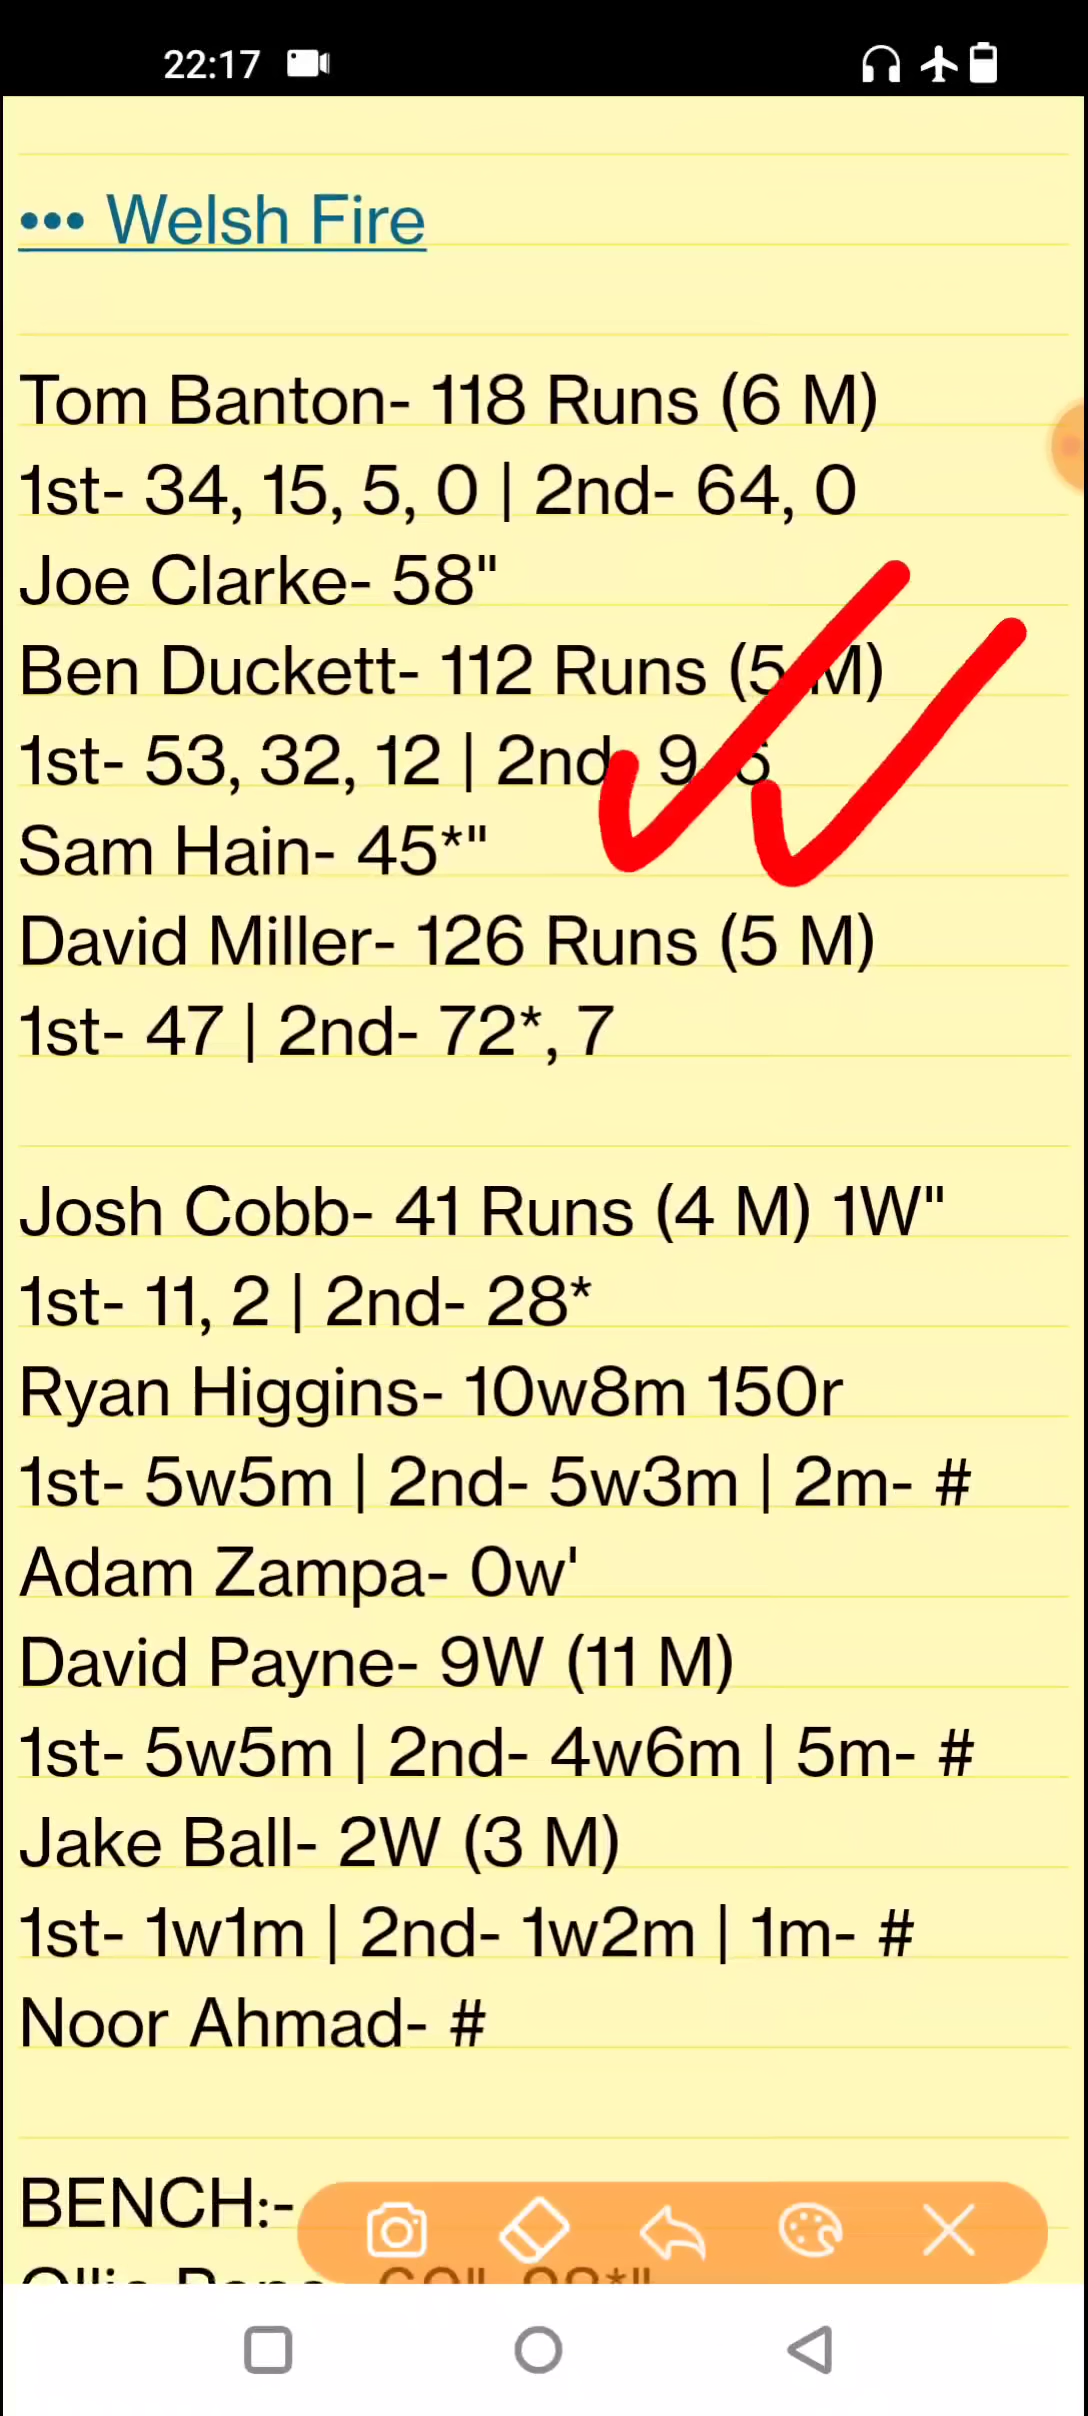 22:17
••• Welsh Fire
Tom Banton- 118 Runs (6 M)
1st- 34, 15, 5, 0 | 2nd- 64, 0
Joe Clarke- 58"
Ben Duckett- 112 Runs (5 M)
1st- 53, 32, 12 | 2nd- 9, 6
Sam Hain- 45*"
David Miller- 126 Runs (5 M)
1st- 47 | 2nd- 72*, 7
Josh Cobb- 41 Runs (4 M) 1W"
1st- 11, 2 | 2nd- 28*
Ryan Higgins- 10w8m 150r
1st- 5w5m | 2nd- 5w3m | 2m- #
Adam Zampa- 0w'
David Payne- 9W (11 M)
1st- 5w5m | 2nd- 4w6m | 5m- #
Jake Ball- 2W (3 M)
1st- 1w1m | 2nd- 1w2m | 1m- #
Noor Ahmad- #
BENCH:-